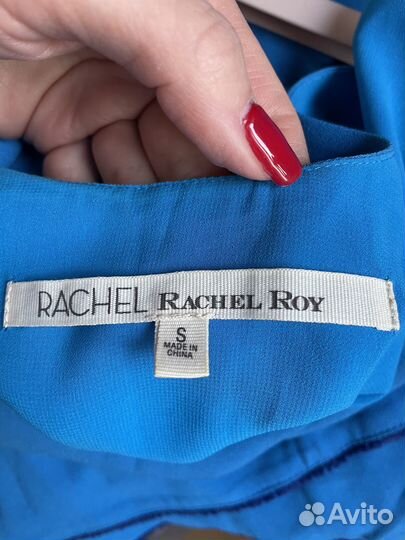 RACHEL RACHEL ROY
S
MADE IN
CHINA
Avito